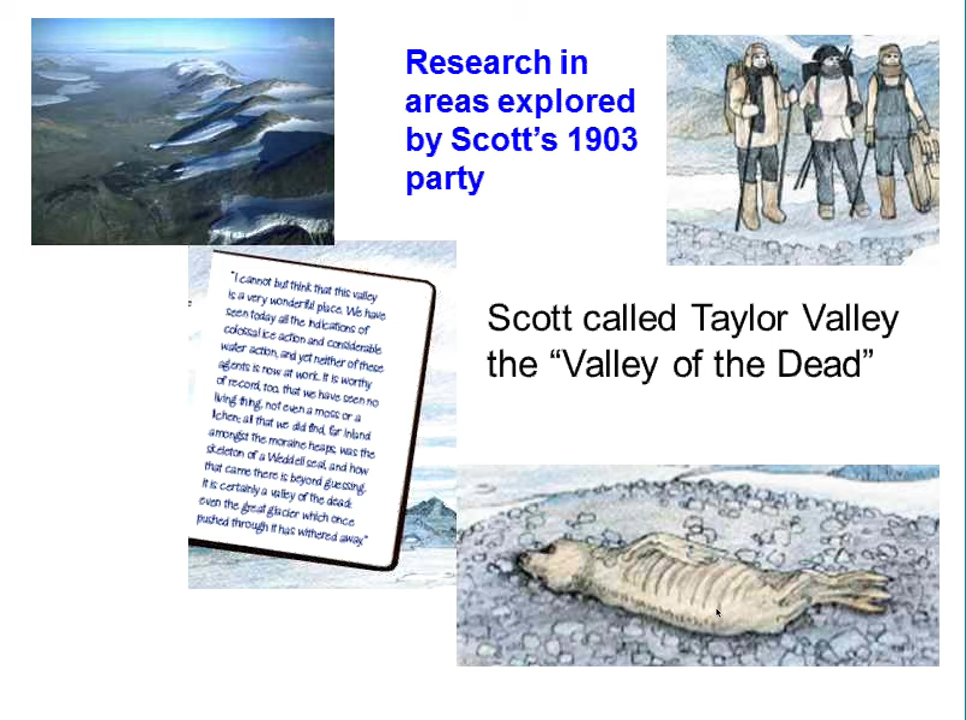 Research in
areas explored
by Scott’s 1903
party
"I cannot but think that this valley
is a very wonderful place. We have
seen today all the indications of
colossal ice action and considerable
water action, and yet neither of these
agents is now at work. It is worthy
of record, too, that we have seen no
living thing, not even a moss or a
lichen; all that we did find, far inland
amongst the moraine heaps, was the
skeleton of a Weddell seal, and how
that came there is beyond guessing.
It is certainly a valley of the dead;
even the great glacier which once
pushed through it has withered away."
Scott called Taylor Valley
the “Valley of the Dead”